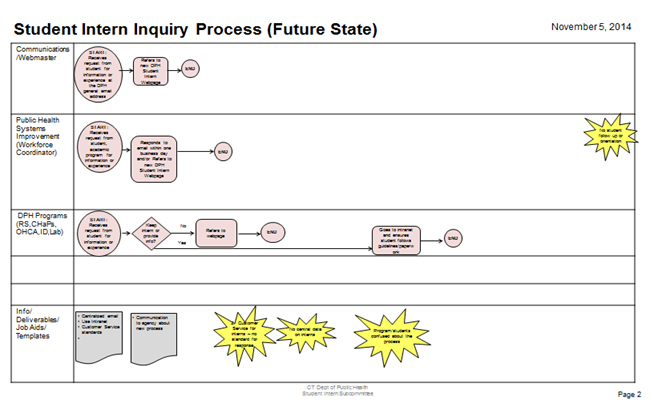 Student Intern Inquiry Process (Future State)
November 5, 2014
Communications
/Webmaster
START:
Receives
request from
student for
information or
experience at
the DPH
general email
address
Refers to
new DPH
Student
Intern
Webpage
END
Public Health
Systems
Improvement
(Workforce
Coordinator)
START:
Receives
request from
student,
academic
program for
information or
experience
Responds to
email within one
business day
and/or Refers to
new DPH
Student Intern
Webpage
END
No student
follow up or
orientation
DPH Programs
(RS,CHaPs,
OHCA,ID,Lab)
START:
Receives
request from student
for information or
experience
Keep
intern or
provide
info?
No
Yes
Refers to
webpage
END
Goes to intranet
and ensures
student follows
guidelines/paperw
ork
END
Info/
Deliverables/
Job Aids/
Templates
• Centralized email
• Use Intranet
• Customer Service
standards
•
• Communication
to agency about
new process
Customer
Service for
interns – no
standard for
response
No central data
on interns
Program/students
confused about the
process
CT Dept of Public Health
Student Intern Subcommittee
Page 2